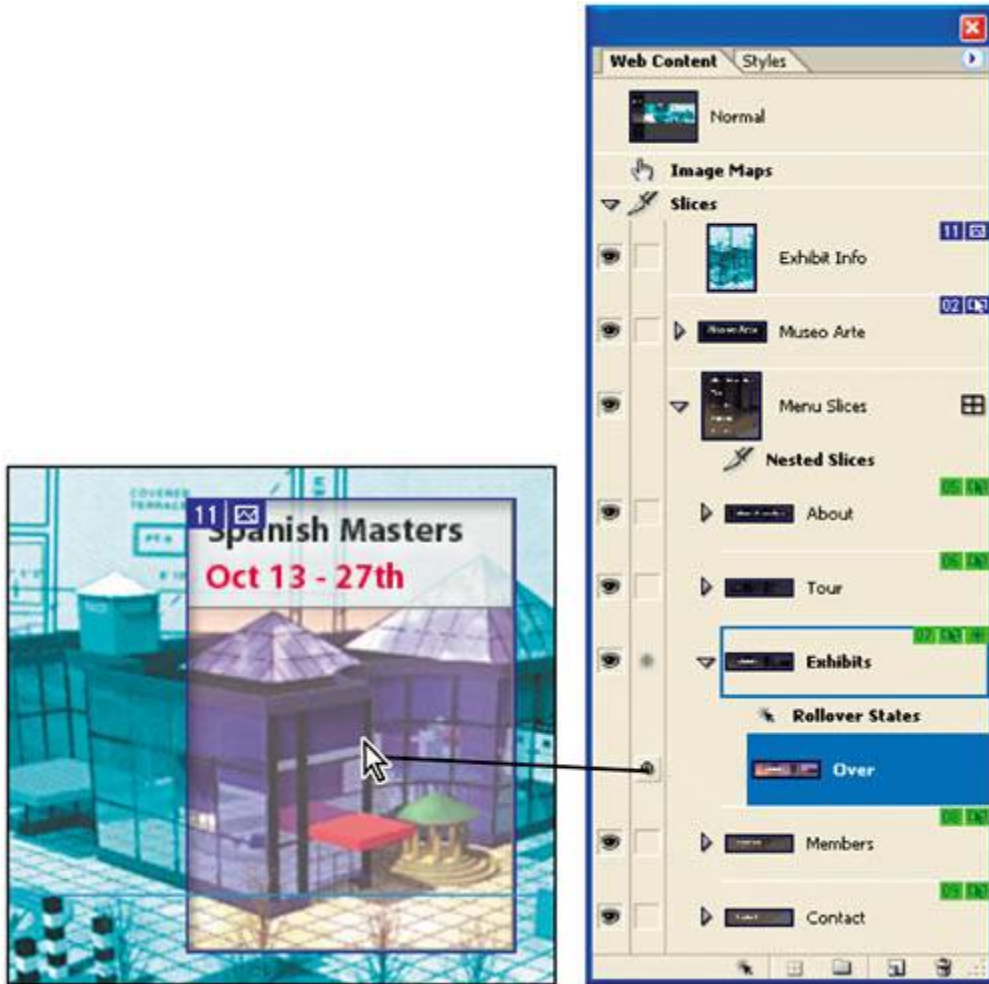 Web Content Styles
Normal
Image Maps
Slices
11
Exhibit Info
02
Museo Arte
Menu Slices
Nested Slices
05
About
06
Tour
07
Exhibits
Rollover States
Over
08
Members
09
Contact
COVERED
TERRACE
11
Spanish Masters
Oct 13 - 27th